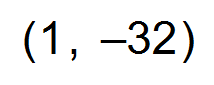 (1, –32)